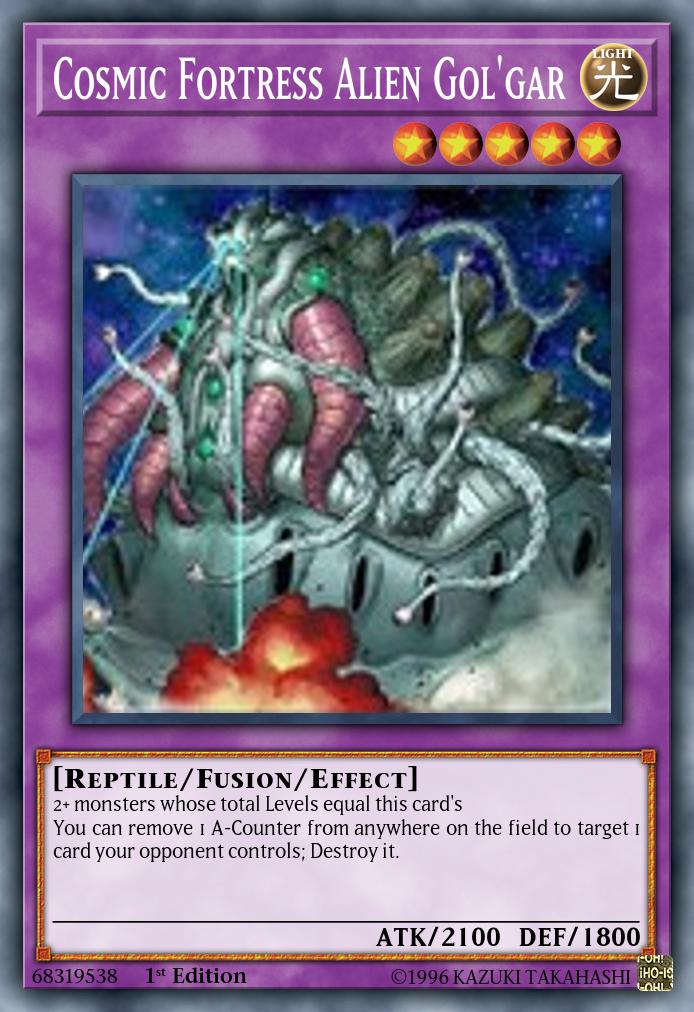 Cosmic Fortress Alien Gol'gar
LIGHT
光
[Reptile/Fusion/Effect]
2+ monsters whose total Levels equal this card's
You can remove 1 A-Counter from anywhere on the field to target 1
card your opponent controls; Destroy it.
ATK/2100 DEF/1800
68319538 1st Edition ©1996 KAZUKI TAKAHASHI